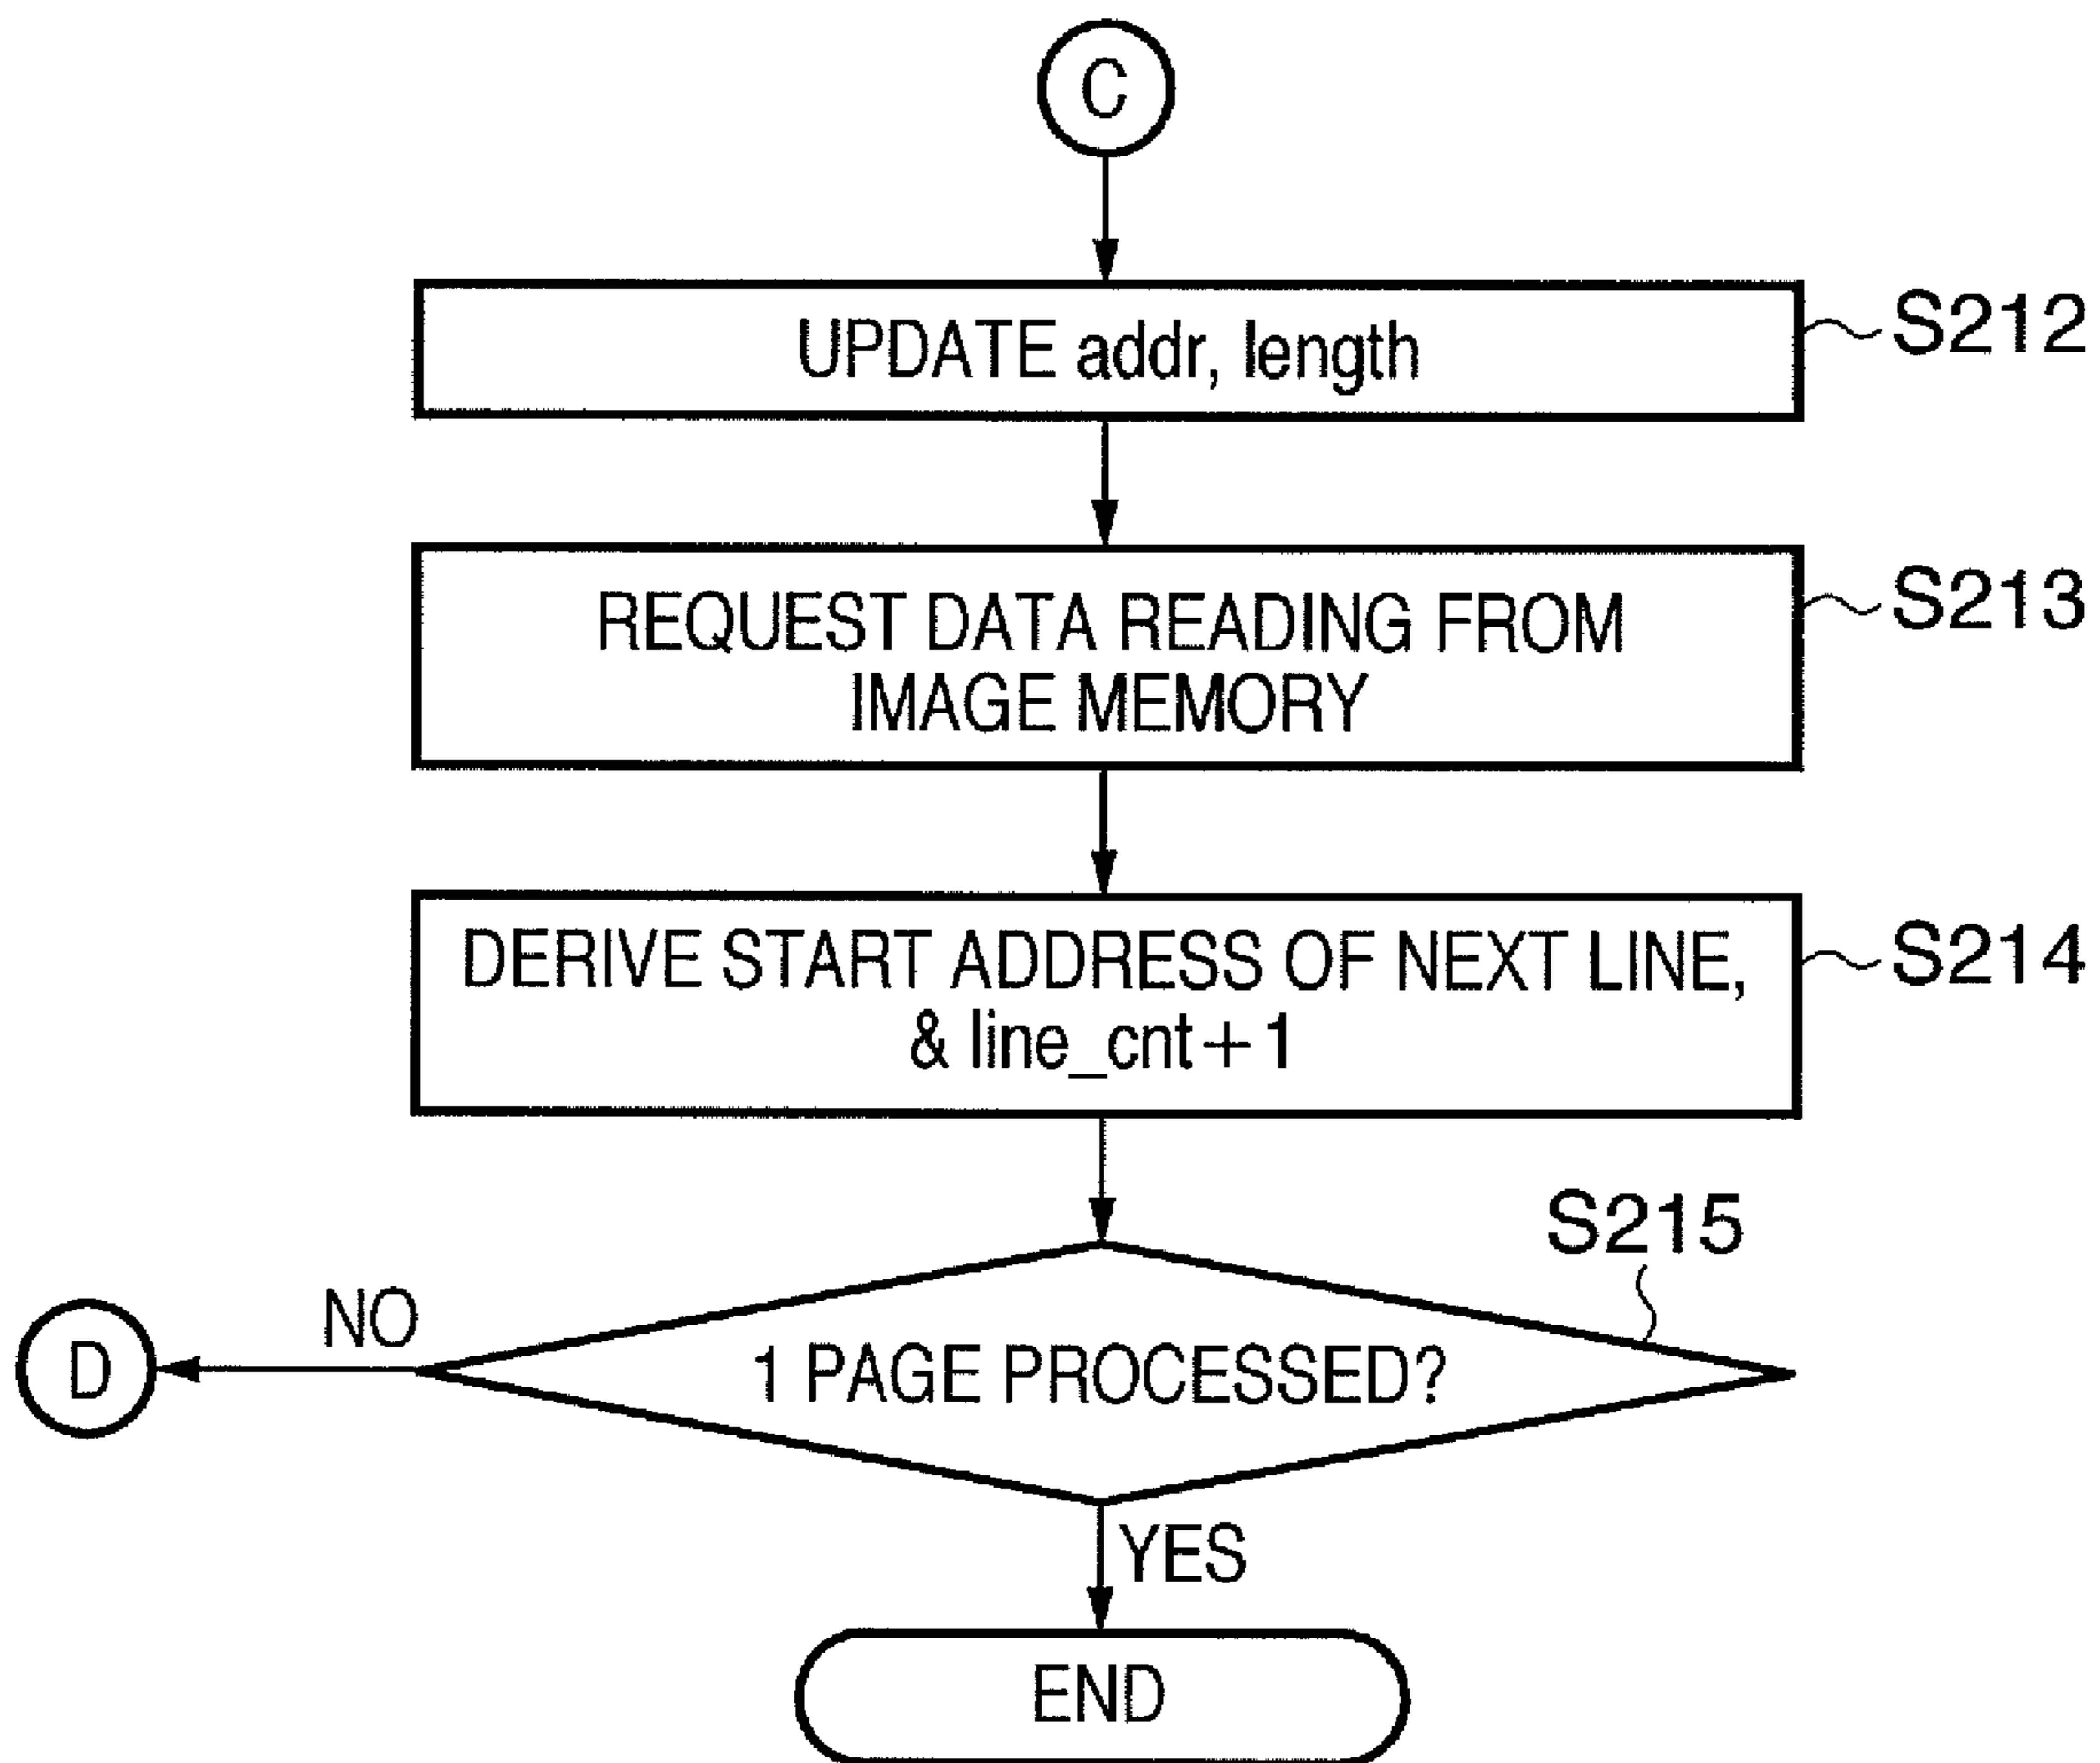 C
UPDATE addr, length
S212
REQUEST DATA READING FROM
IMAGE MEMORY
S213
DERIVE START ADDRESS OF NEXT LINE,
& line_cnt+1
S214
S215
1 PAGE PROCESSED?
NO
D
YES
END